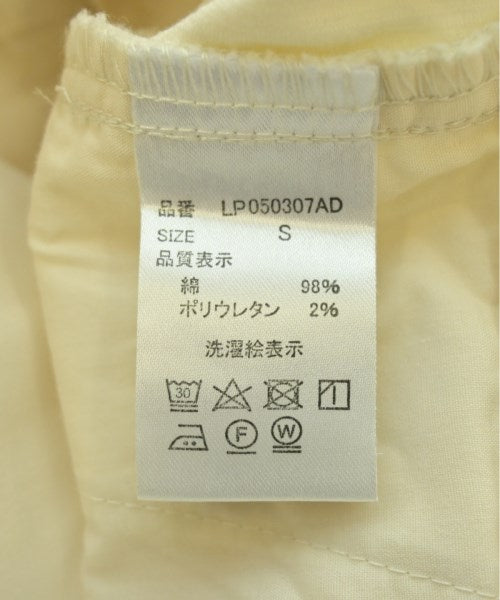 品番 LP050307AD
SIZE S
品質表示
綿 98%
ポリウレタン 2%
洗濯絵表示
30
F W